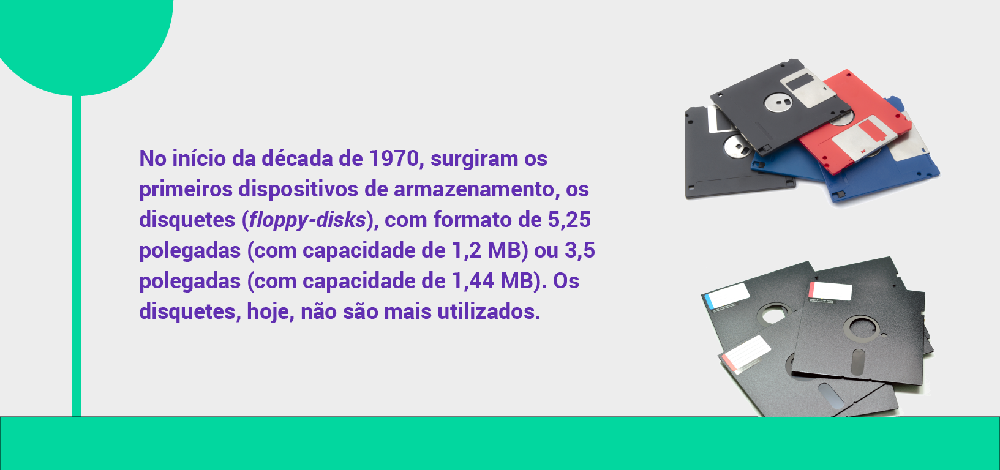 No início da década de 1970, surgiram os
primeiros dispositivos de armazenamento, os
disquetes (floppy-disks), com formato de 5,25
polegadas (com capacidade de 1,2 MB) ou 3,5
polegadas (com capacidade de 1,44 MB). Os
disquetes, hoje, não são mais utilizados.